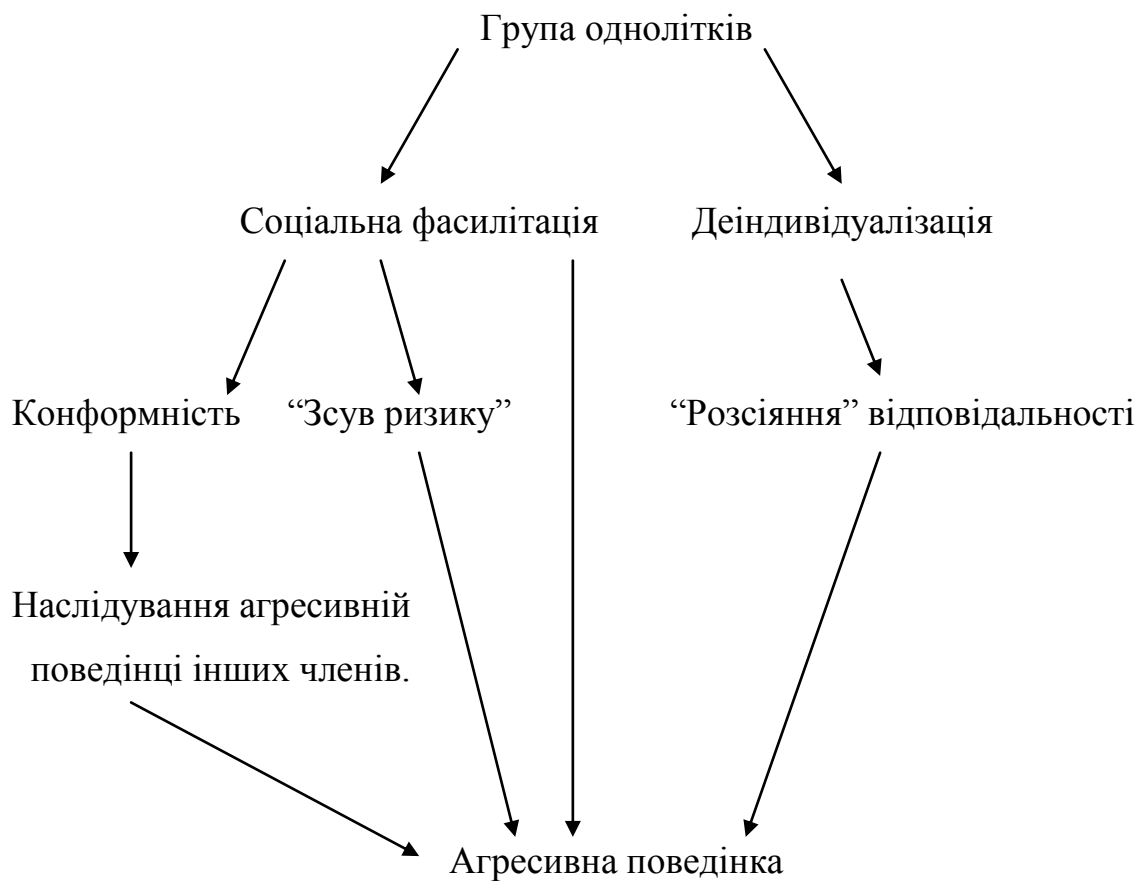 Група однолітків
Соціальна фасилітація
Деіндивідуалізація
Конформність
“Зсув ризику”
“Розсіяння” відповідальності
Наслідування агресивній
поведінці інших членів.
Агресивна поведінка